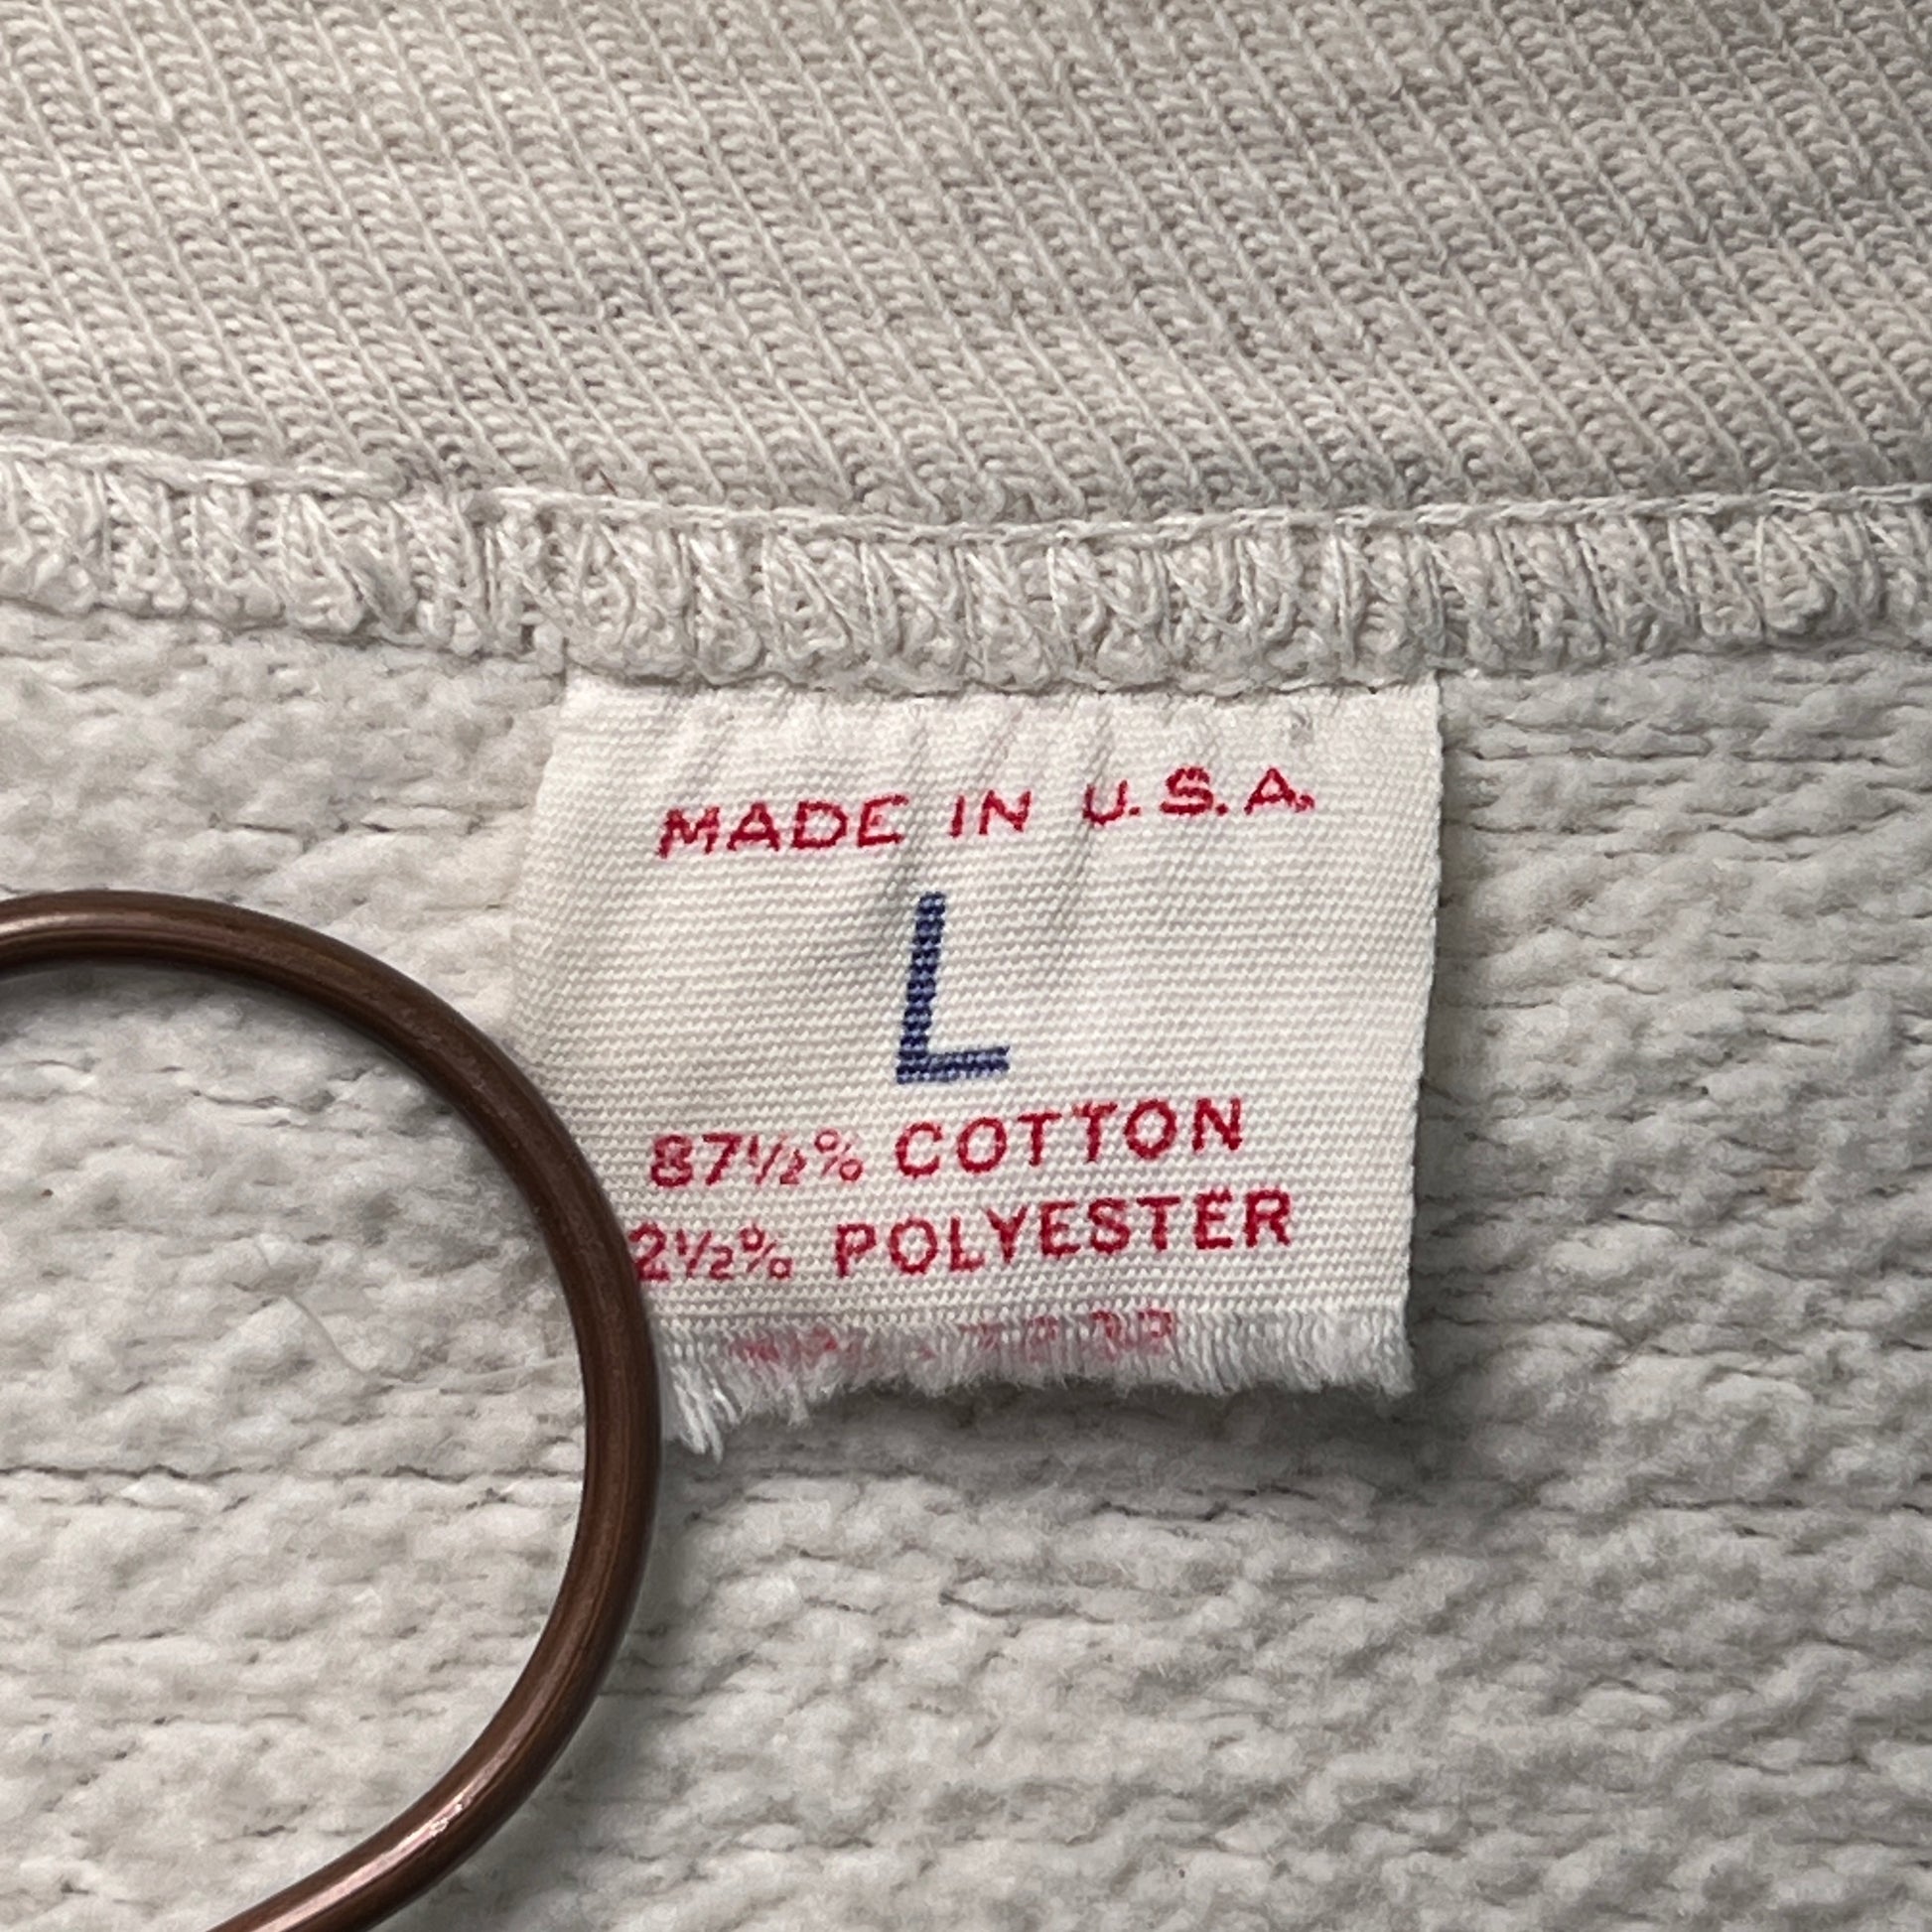 MADE IN U.S.A.
L
87½% COTTON
2½% POLYESTER